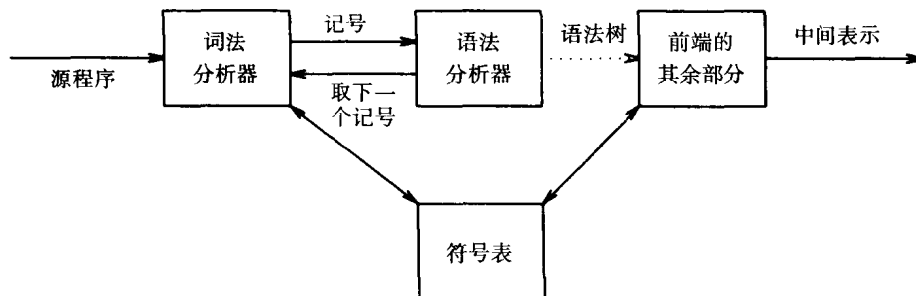 源程序
词法
分析器
记号
取下一
个记号
语法
分析器
语法树
前端的
其余部分
中间表示
符号表